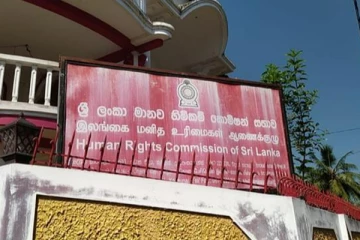 ශ්‍රී ලංකා මානව හිමිකම් කොමිෂන් සභාව
இலங்கை மனித உரிமைகள் ஆணைக்குழு
Human Rights Commission of Sri Lanka